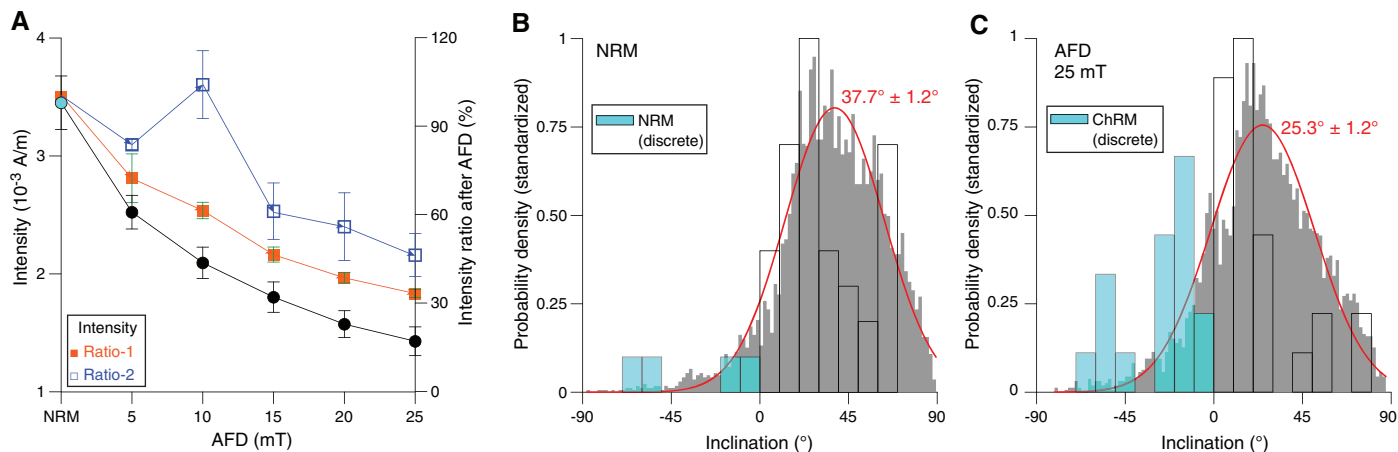 A
4
3
2
1
Intensity (10⁻³ A/m)
120
90
60
30
0
Intensity ratio after AFD (%)
Intensity
Ratio-1
Ratio-2
NRM 5 10 15 20 25
AFD (mT)
B
NRM
NRM
(discrete)
37.7° ± 1.2°
1
0.75
0.50
0.25
0
Probability density (standardized)
-90 -45 0 45 90
Inclination (°)
C
AFD
25 mT
ChRM
(discrete)
25.3° ± 1.2°
1
0.75
0.50
0.25
0
Probability density (standardized)
-90 -45 0 45 90
Inclination (°)